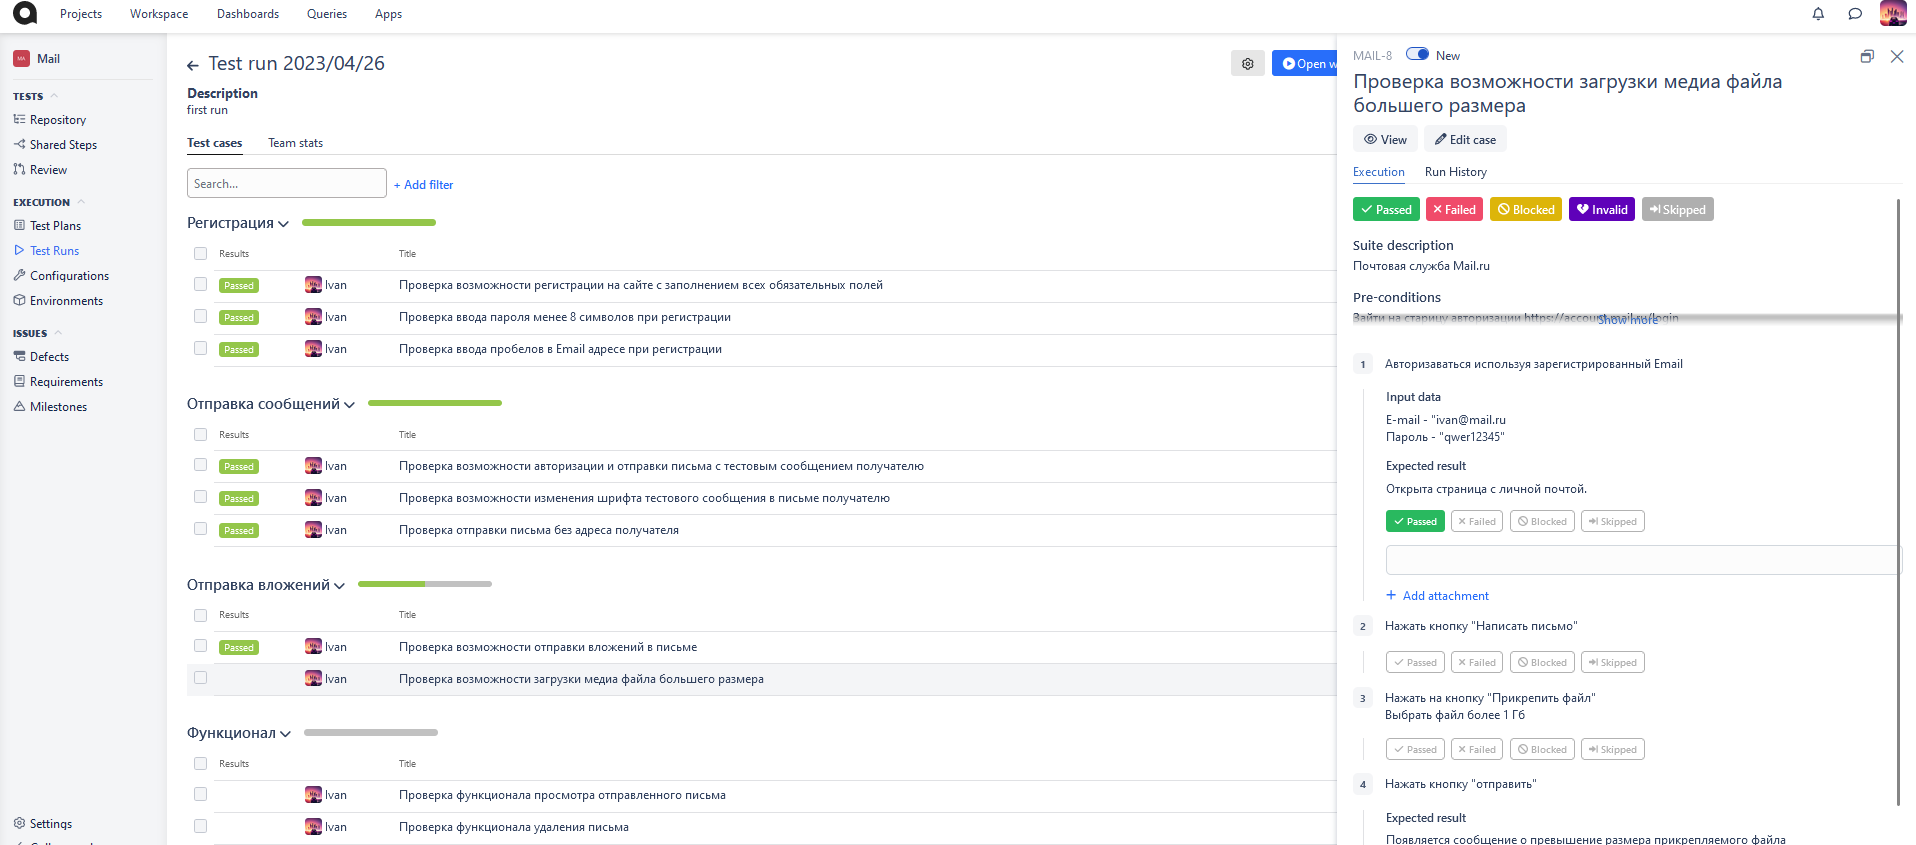 Projects Workspace Dashboards Queries Apps
MA Mail
TESTS
Repository
Shared Steps
Review
EXECUTION
Test Plans
Test Runs
Configurations
Environments
ISSUES
Defects
Requirements
Milestones
Settings
Test run 2023/04/26
Open w
Description
first run
Test cases Team stats
Search... + Add filter
Регистрация
Results Title
Passed Ivan Проверка возможности регистрации на сайте с заполнением всех обязательных полей
Passed Ivan Проверка ввода пароля менее 8 символов при регистрации
Passed Ivan Проверка ввода пробелов в Email адресе при регистрации
Отправка сообщений
Results Title
Passed Ivan Проверка возможности авторизации и отправки письма с тестовым сообщением получателю
Passed Ivan Проверка возможности изменения шрифта тестового сообщения в письме получателю
Passed Ivan Проверка отправки письма без адреса получателя
Отправка вложений
Results Title
Passed Ivan Проверка возможности отправки вложений в письме
Ivan Проверка возможности загрузки медиа файла большего размера
Функционал
Results Title
Ivan Проверка функционала просмотра отправленного письма
Ivan Проверка функционала удаления письма
MAIL-8 New
Проверка возможности загрузки медиа файла
большего размера
View Edit case
Execution Run History
Passed Failed Blocked Invalid Skipped
Suite description
Почтовая служба Mail.ru
Pre-conditions
Зайти на старицу авторизации https://account.mail.ru/login
Show more
1 Авторизаваться используя зарегистрированный Email
Input data
E-mail - "ivan@mail.ru
Пароль - "qwer12345"
Expected result
Открыта страница с личной почтой.
Passed Failed Blocked Skipped
+ Add attachment
2 Нажать кнопку "Написать письмо"
Passed Failed Blocked Skipped
3 Нажать на кнопку "Прикрепить файл"
Выбрать файл более 1 Гб
Passed Failed Blocked Skipped
4 Нажать кнопку "отправить"
Expected result
Появляется сообщение о превышение размера прикрепляемого файла